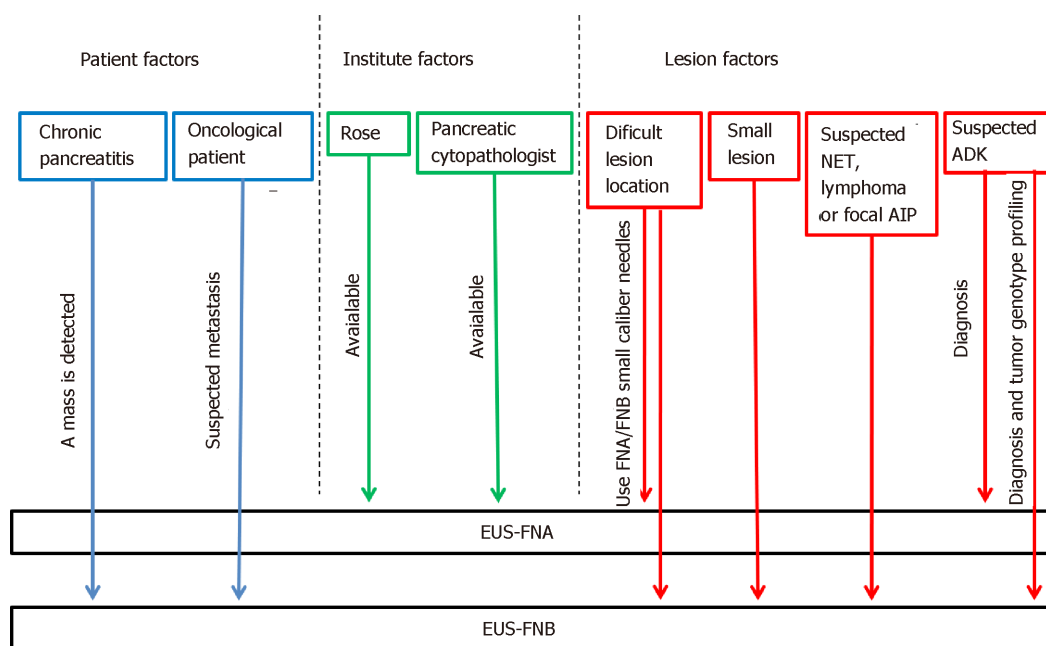 Patient factors
Institute factors
Lesion factors
Chronic
pancreatitis
Oncological
patient
Rose
Pancreatic
cytopathologist
Dificult
lesion
location
Small
lesion
Suspected
NET,
lymphoma
or focal AIP
Suspected
ADK
A mass is detected
Suspected metastasis
Avaialable
Avaialable
Use FNA/FNB small caliber needles
Diagnosis
Diagnosis and tumor genotype profiling
EUS-FNA
EUS-FNB